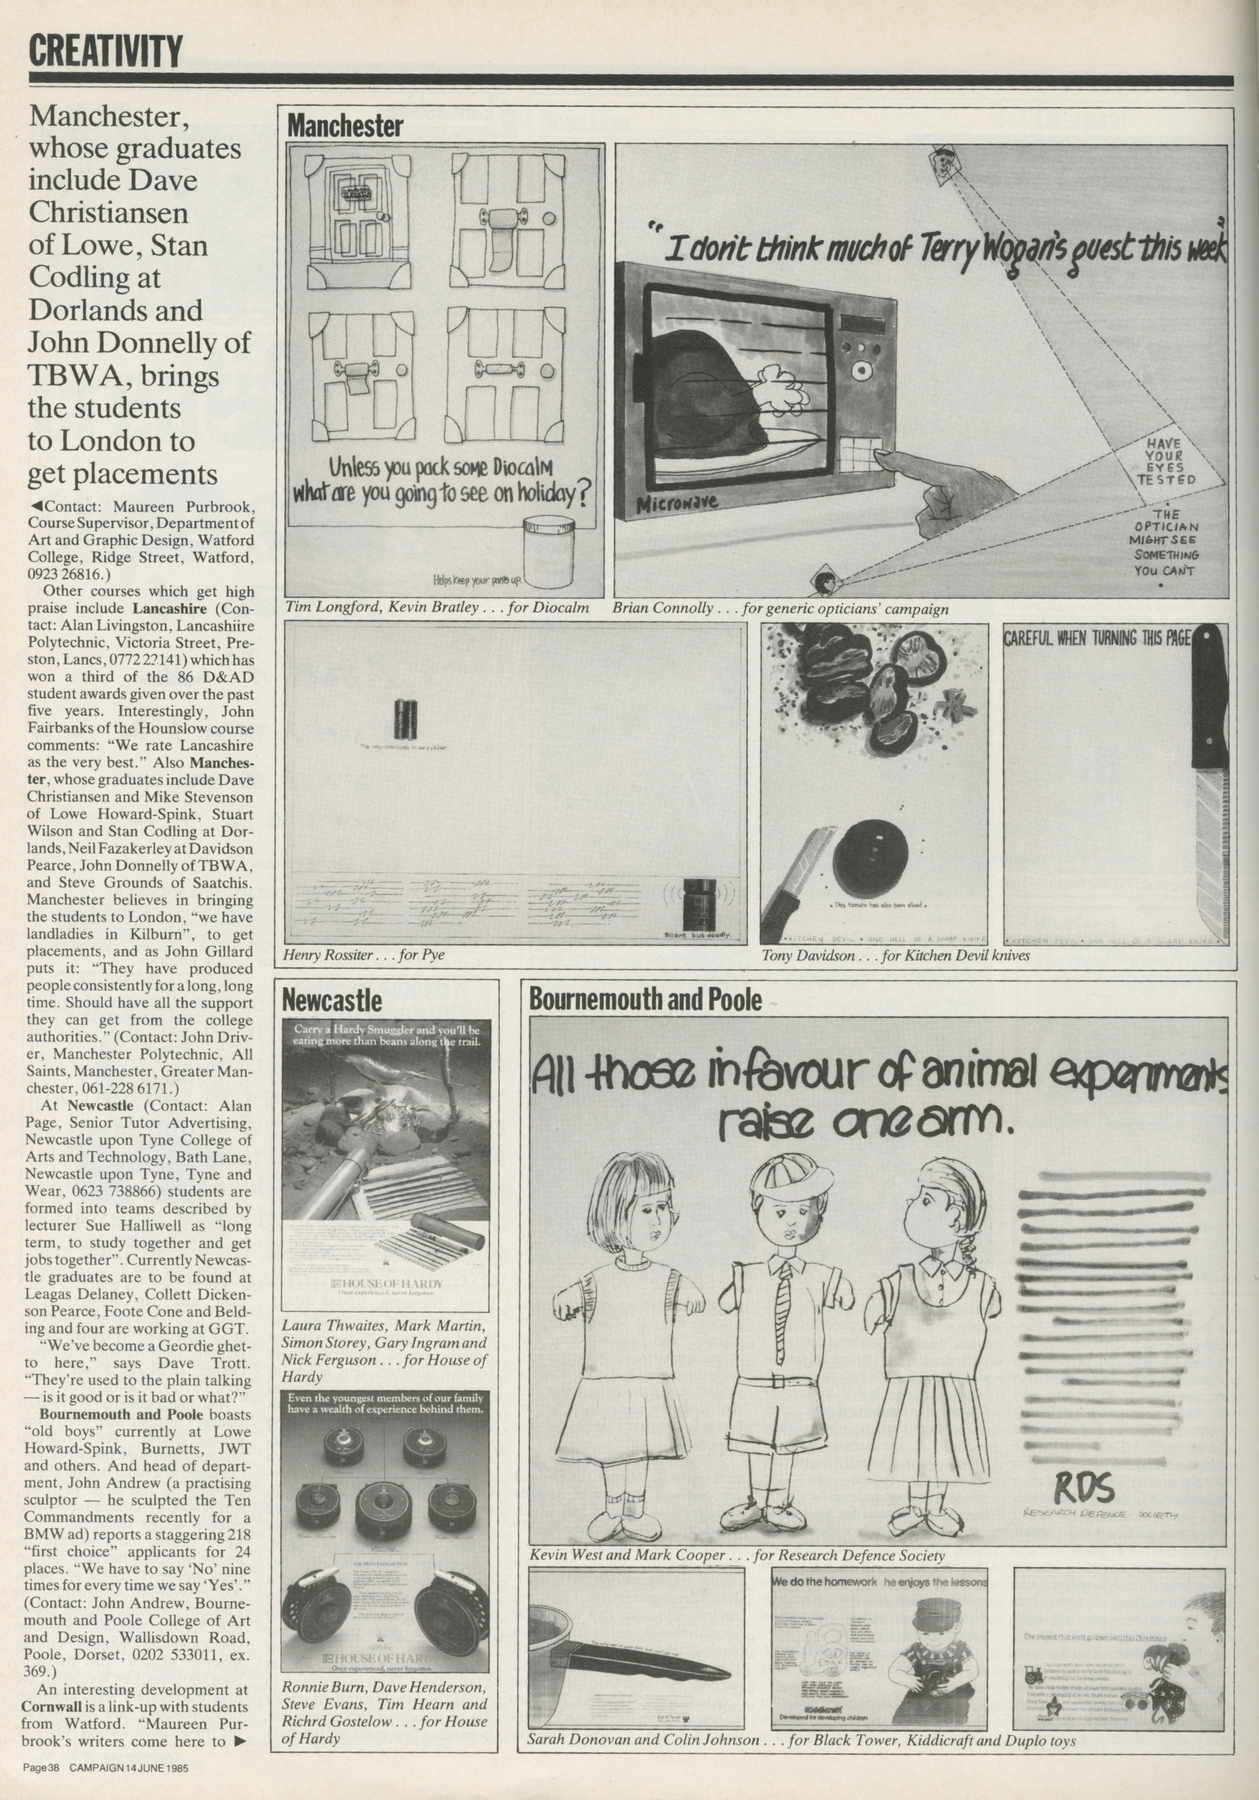 CREATIVITY
Manchester,
whose graduates
include Dave
Christiansen
of Lowe, Stan
Codling at
Dorlands and
John Donnelly of
TBWA, brings
the students
to London to
get placements
◀Contact: Maureen Purbrook,
Course Supervisor, Department of
Art and Graphic Design, Watford
College, Ridge Street, Watford,
0923 26816.)
Other courses which get high
praise include Lancashire (Con-
tact: Alan Livingston, Lancashiire
Polytechnic, Victoria Street, Pre-
ston, Lancs, 0772 22141) which has
won a third of the 86 D&AD
student awards given over the past
five years. Interestingly, John
Fairbanks of the Hounslow course
comments: “We rate Lancashire
as the very best.” Also Manches-
ter, whose graduates include Dave
Christiansen and Mike Stevenson
of Lowe Howard-Spink, Stuart
Wilson and Stan Codling at Dor-
lands, Neil Fazakerley at Davidson
Pearce, John Donnelly of TBWA,
and Steve Grounds of Saatchis.
Manchester believes in bringing
the students to London, “we have
landladies in Kilburn”, to get
placements, and as John Gillard
puts it: “They have produced
people consistently for a long, long
time. Should have all the support
they can get from the college
authorities.” (Contact: John Driv-
er, Manchester Polytechnic, All
Saints, Manchester, Greater Man-
chester, 061-228 6171.)
At Newcastle (Contact: Alan
Page, Senior Tutor Advertising,
Newcastle upon Tyne College of
Arts and Technology, Bath Lane,
Newcastle upon Tyne, Tyne and
Wear, 0623 738866) students are
formed into teams described by
lecturer Sue Halliwell as “long
term, to study together and get
jobs together”. Currently Newcas-
tle graduates are to be found at
Leagas Delaney, Collett Dicken-
son Pearce, Foote Cone and Beld-
ing and four are working at GGT.
“We’ve become a Geordie ghet-
to here,” says Dave Trott.
“They’re used to the plain talking
— is it good or is it bad or what?”
Bournemouth and Poole boasts
“old boys” currently at Lowe
Howard-Spink, Burnetts, JWT
and others. And head of depart-
ment, John Andrew (a practising
sculptor — he sculpted the Ten
Commandments recently for a
BMW ad) reports a staggering 218
“first choice” applicants for 24
places. “We have to say ‘No’ nine
times for every time we say ‘Yes’.”
(Contact: John Andrew, Bourne-
mouth and Poole College of Art
and Design, Wallisdown Road,
Poole, Dorset, 0202 533011, ex.
369.)
An interesting development at
Cornwall is a link-up with students
from Watford. “Maureen Pur-
brook’s writers come here to ▶
Manchester
Unless you pack some Diocalm
what are you going to see on holiday?
Helps keep your pants up.
Tim Longford, Kevin Bratley . . . for Diocalm
"I don't think much of Terry Wogan's guest this week"
Microwave
HAVE
YOUR
EYES
TESTED
THE
OPTICIAN
MIGHT SEE
SOMETHING
YOU CAN'T
Brian Connolly . . . for generic opticians’ campaign
Silent, but deadly.
Henry Rossiter . . . for Pye
• This tomato has also been sliced •
• KITCHEN DEVIL • ONE HELL OF A SHARP KNIFE
CAREFUL WHEN TURNING THIS PAGE
• KITCHEN DEVIL • ONE HELL OF A SHARP KNIFE
Tony Davidson . . . for Kitchen Devil knives
Newcastle
Carry a Hardy Smuggler and you’ll be
eating more than beans along the trail.
HOUSE OF HARDY
Once experienced, never forgotten
Laura Thwaites, Mark Martin,
Simon Storey, Gary Ingram and
Nick Ferguson . . . for House of
Hardy
Even the youngest members of our family
have a wealth of experience behind them.
HOUSE OF HARDY
Once experienced, never forgotten
Ronnie Burn, Dave Henderson,
Steve Evans, Tim Hearn and
Richrd Gostelow . . . for House
of Hardy
Bournemouth and Poole
All those in favour of animal experiments
raise one arm.
RDS
RESEARCH DEFENCE SOCIETY
Kevin West and Mark Cooper . . . for Research Defence Society
We do the homework he enjoys the lessons
Kiddicraft
Developed for developing children
Sarah Donovan and Colin Johnson . . . for Black Tower, Kiddicraft and Duplo toys
Page 38 CAMPAIGN 14 JUNE 1985